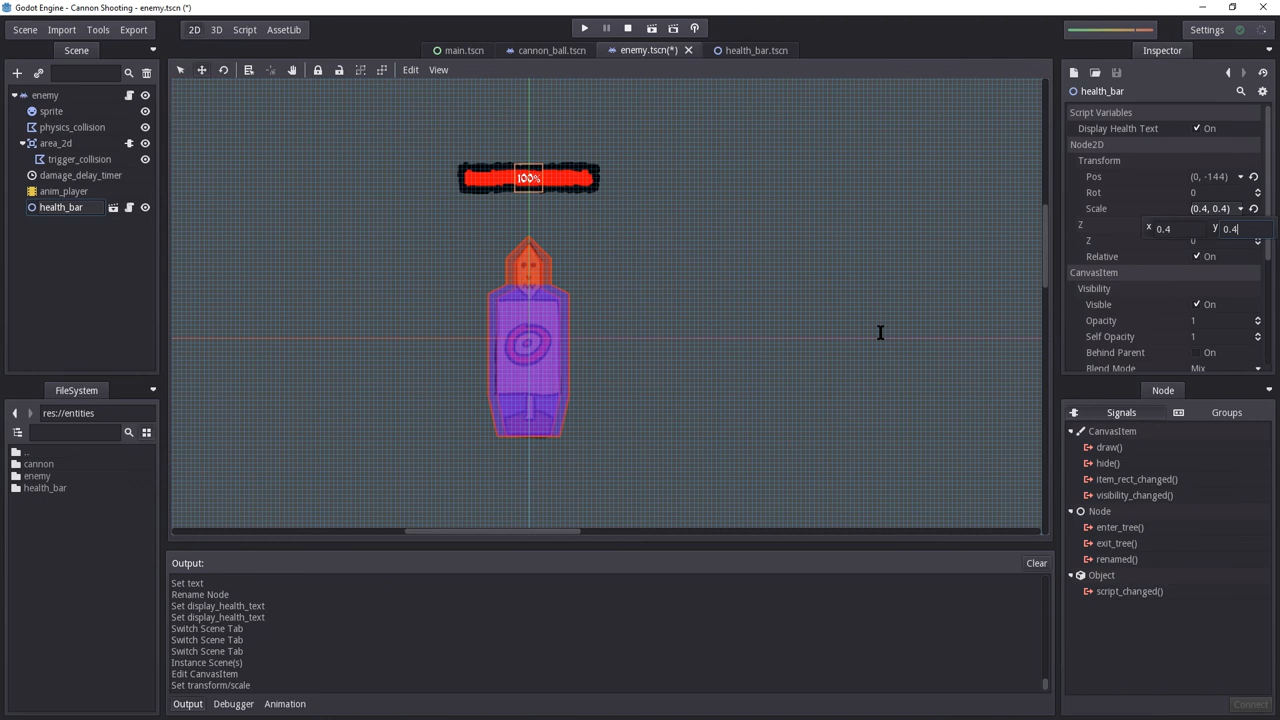 Godot Engine - Cannon Shooting - enemy.tscn (*)
Scene Import Tools Export
2D 3D Script AssetLib
Settings
Scene
main.tscn cannon_ball.tscn enemy.tscn(*) health_bar.tscn
Inspector
Edit View
enemy
sprite
physics_collision
area_2d
trigger_collision
damage_delay_timer
anim_player
health_bar
100%
health_bar
Script Variables
Display Health Text On
Node2D
Transform
Pos (0, -144)
Rot 0
Scale (0.4, 0.4)
Z x 0.4 y 0.4
Z 0
Relative On
CanvasItem
Visibility
Visible On
Opacity 1
Self Opacity 1
Behind Parent On
Blend Mode Mix
FileSystem
res://entities
..
cannon
enemy
health_bar
Node
Signals Groups
CanvasItem
draw()
hide()
item_rect_changed()
visibility_changed()
Node
enter_tree()
exit_tree()
renamed()
Object
script_changed()
Connect
Output: Clear
Set text
Rename Node
Set display_health_text
Set display_health_text
Switch Scene Tab
Switch Scene Tab
Switch Scene Tab
Instance Scene(s)
Edit CanvasItem
Set transform/scale
Output Debugger Animation